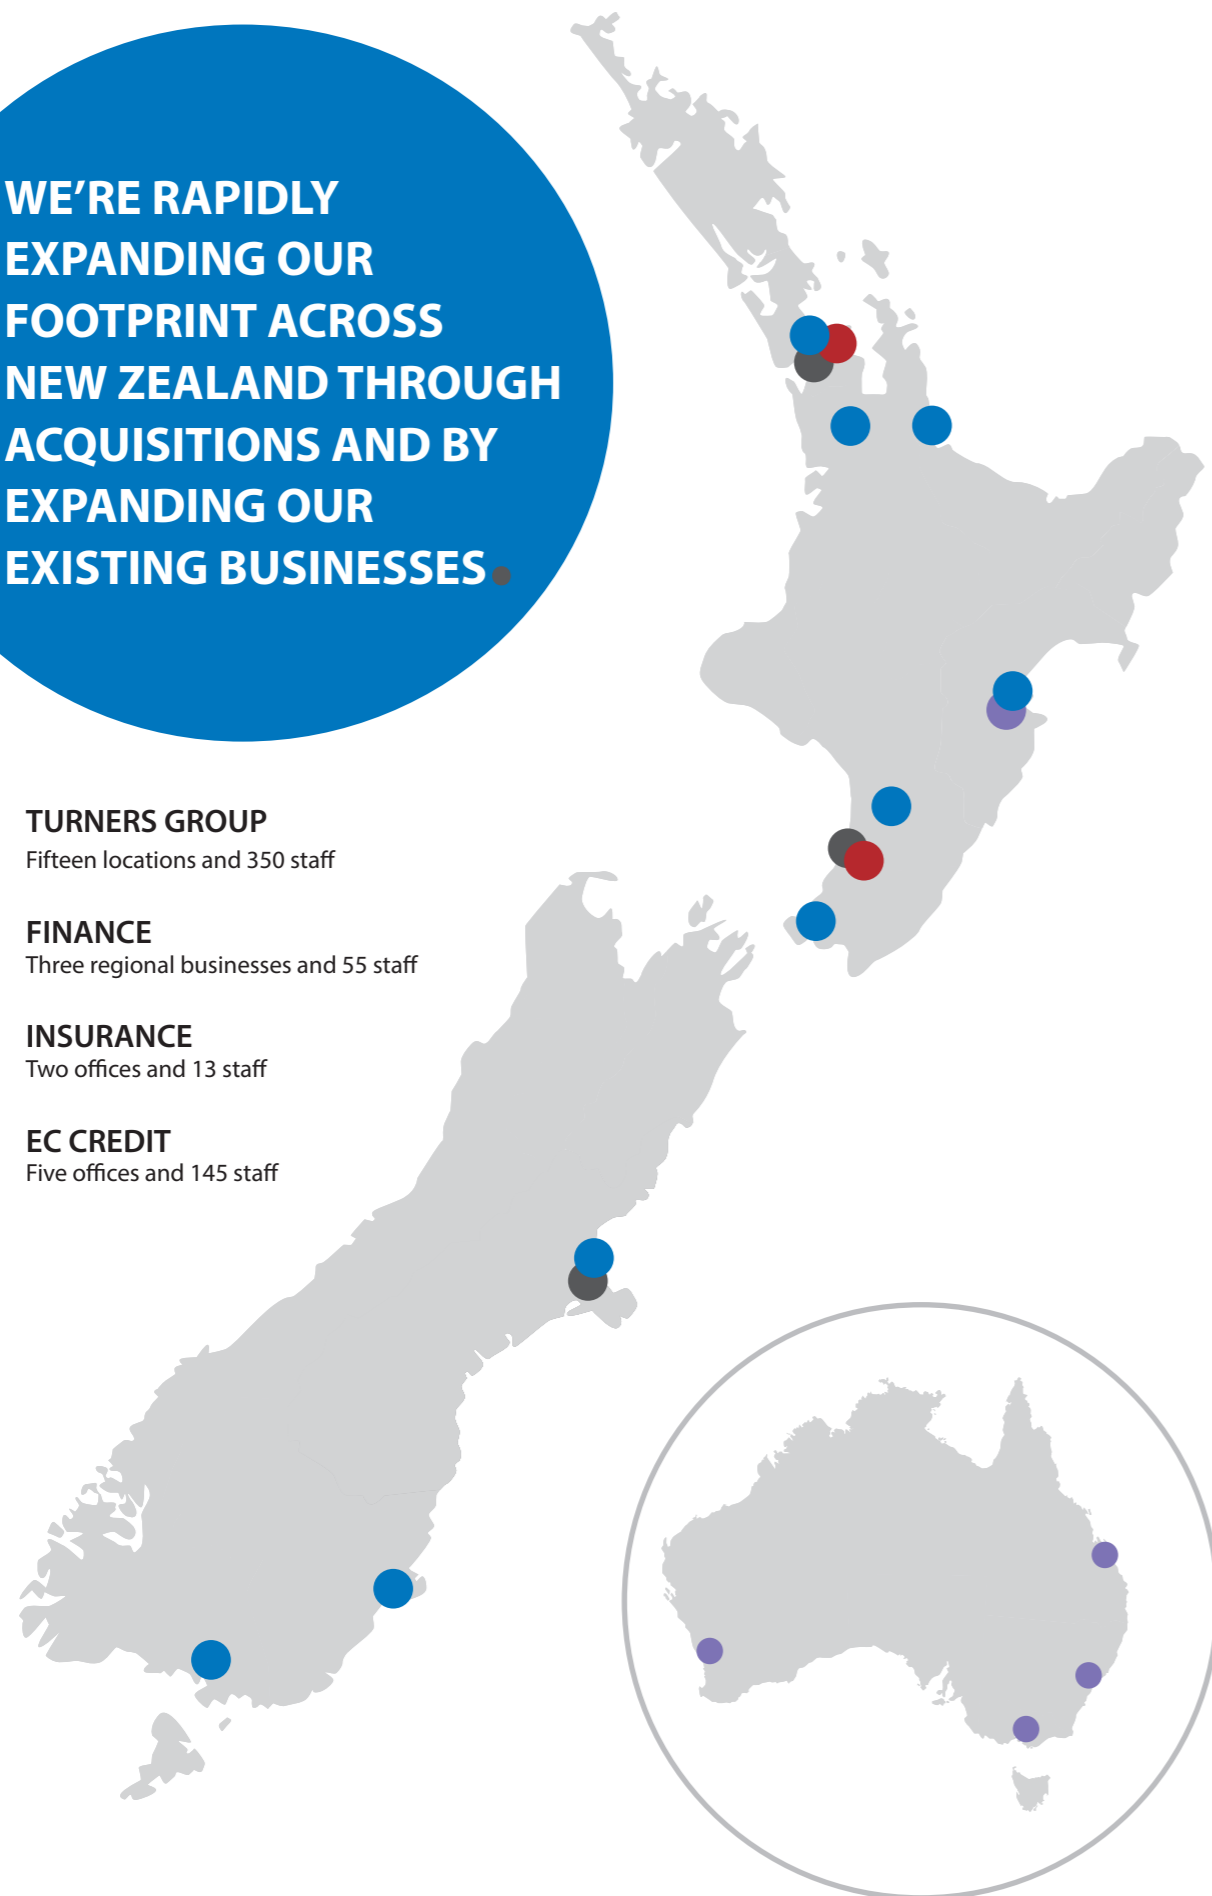 WE’RE RAPIDLY
EXPANDING OUR
FOOTPRINT ACROSS
NEW ZEALAND THROUGH
ACQUISITIONS AND BY
EXPANDING OUR
EXISTING BUSINESSES.
TURNERS GROUP
Fifteen locations and 350 staff
FINANCE
Three regional businesses and 55 staff
INSURANCE
Two offices and 13 staff
EC CREDIT
Five offices and 145 staff